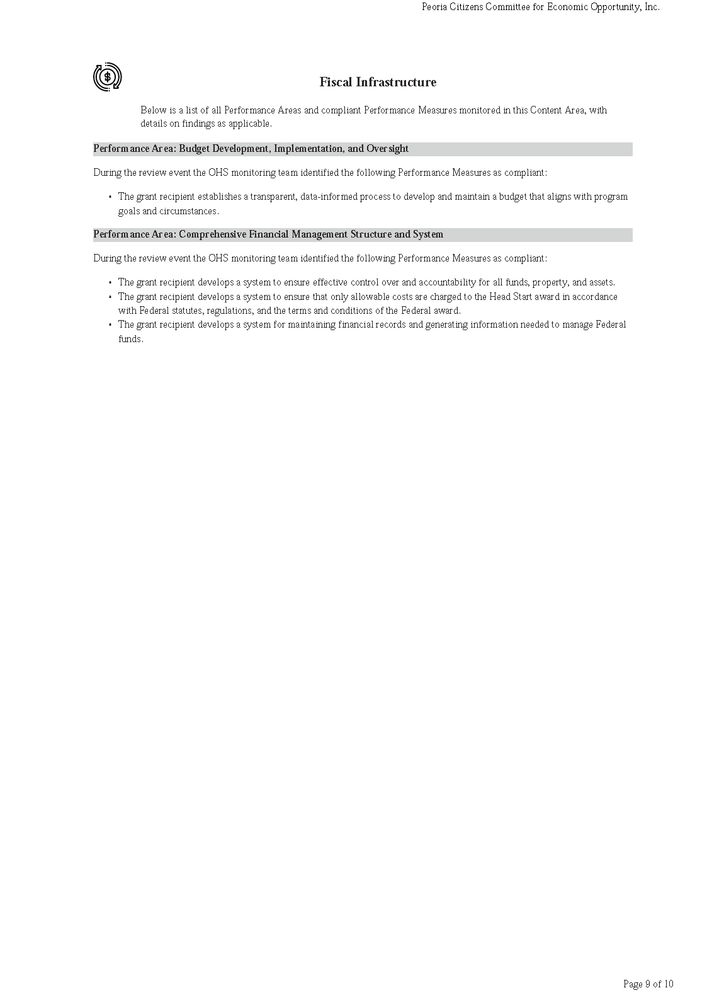 Peoria Citizens Committee for Economic Opportunity, Inc.
$
Fiscal Infrastructure
Below is a list of all Performance Areas and compliant Performance Measures monitored in this Content Area, with
details on findings as applicable.
Performance Area: Budget Development, Implementation, and Oversight
During the review event the OHS monitoring team identified the following Performance Measures as compliant:
• The grant recipient establishes a transparent, data-informed process to develop and maintain a budget that aligns with program
goals and circumstances.
Performance Area: Comprehensive Financial Management Structure and System
During the review event the OHS monitoring team identified the following Performance Measures as compliant:
• The grant recipient develops a system to ensure effective control over and accountability for all funds, property, and assets.
• The grant recipient develops a system to ensure that only allowable costs are charged to the Head Start award in accordance
with Federal statutes, regulations, and the terms and conditions of the Federal award.
• The grant recipient develops a system for maintaining financial records and generating information needed to manage Federal
funds.
Page 9 of 10